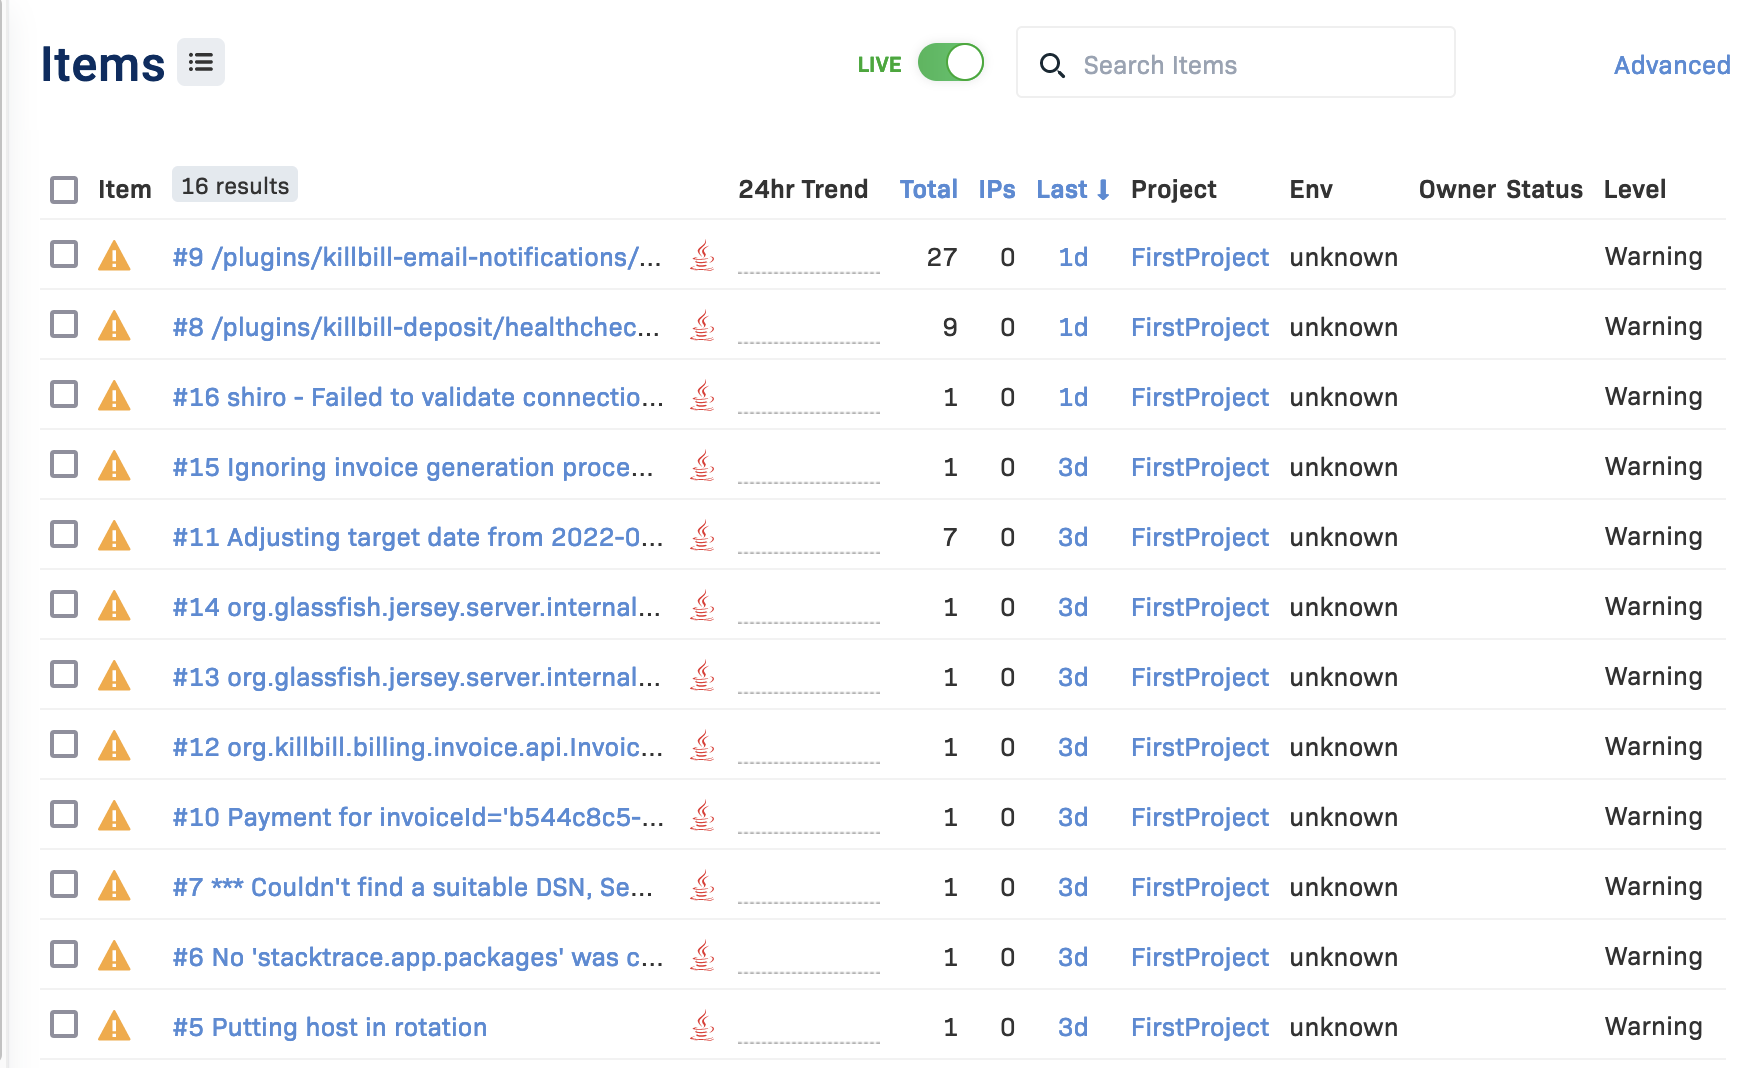 Items
LIVE
Search Items
Advanced
Item 16 results 24hr Trend Total IPs Last Project Env Owner Status Level
#9 /plugins/killbill-email-notifications/... 27 0 1d FirstProject unknown Warning
#8 /plugins/killbill-deposit/healthchec... 9 0 1d FirstProject unknown Warning
#16 shiro - Failed to validate connectio... 1 0 1d FirstProject unknown Warning
#15 Ignoring invoice generation proce... 1 0 3d FirstProject unknown Warning
#11 Adjusting target date from 2022-0... 7 0 3d FirstProject unknown Warning
#14 org.glassfish.jersey.server.internal... 1 0 3d FirstProject unknown Warning
#13 org.glassfish.jersey.server.internal... 1 0 3d FirstProject unknown Warning
#12 org.killbill.billing.invoice.api.Invoic... 1 0 3d FirstProject unknown Warning
#10 Payment for invoiceId='b544c8c5-... 1 0 3d FirstProject unknown Warning
#7 *** Couldn't find a suitable DSN, Se... 1 0 3d FirstProject unknown Warning
#6 No 'stacktrace.app.packages' was c... 1 0 3d FirstProject unknown Warning
#5 Putting host in rotation 1 0 3d FirstProject unknown Warning